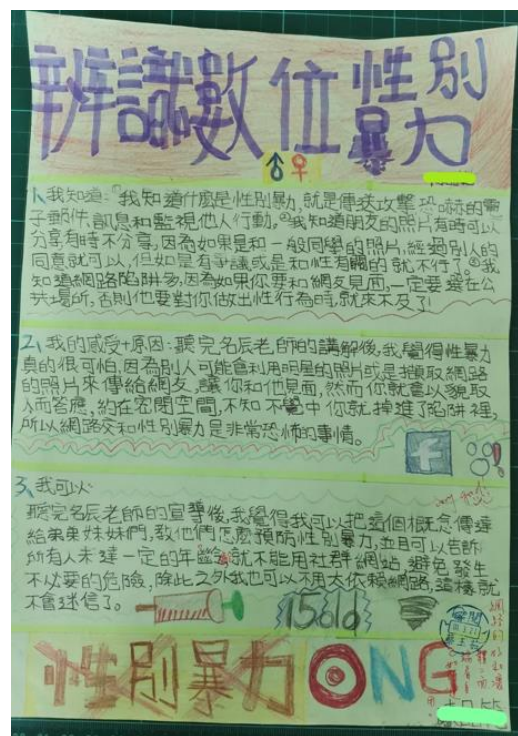 辨識數位性別
暴力
1、我知道:①我知道什麼是性別暴力,就是傳送攻擊恐嚇的電
子郵件、訊息和監視他人行動。②我知道朋友的照片有時可以
分享有時不分享,因為如果是和一般同學的照片,經過別人的
同意就可以,但如是有爭議或是和性有關的就不行了。③我
知道網路陷阱多,因為如果你要和網友見面,一定要選在公
共場所,否則他要對你做出性行為時,就來不及了!
2、我的感受+原因:聽完名辰老師的講解後,我覺得性暴力
真的很可怕,因為別人可能會利用明星的照片或是擷取網路
的照片來傳給網友,讓你和他見面,然而你就會以貌取
人而答應,約在密閉空間,不知不覺中你就掉進了陷阱裡,
所以網路交和性別暴力是非常恐怖的事情。
f
3、我可以:
聽完名辰老師的宣導後,我覺得我可以把這個概念傳達
給弟弟妹妹們,教他們怎麼預防性別暴力,並且可以告訴
所有人未達一定的年齡,就不能用社群網站,避免發生
不必要的危險,除此之外我也可以不用太依賴網路,這樣就
不會迷信了。
性別暴力 ONG